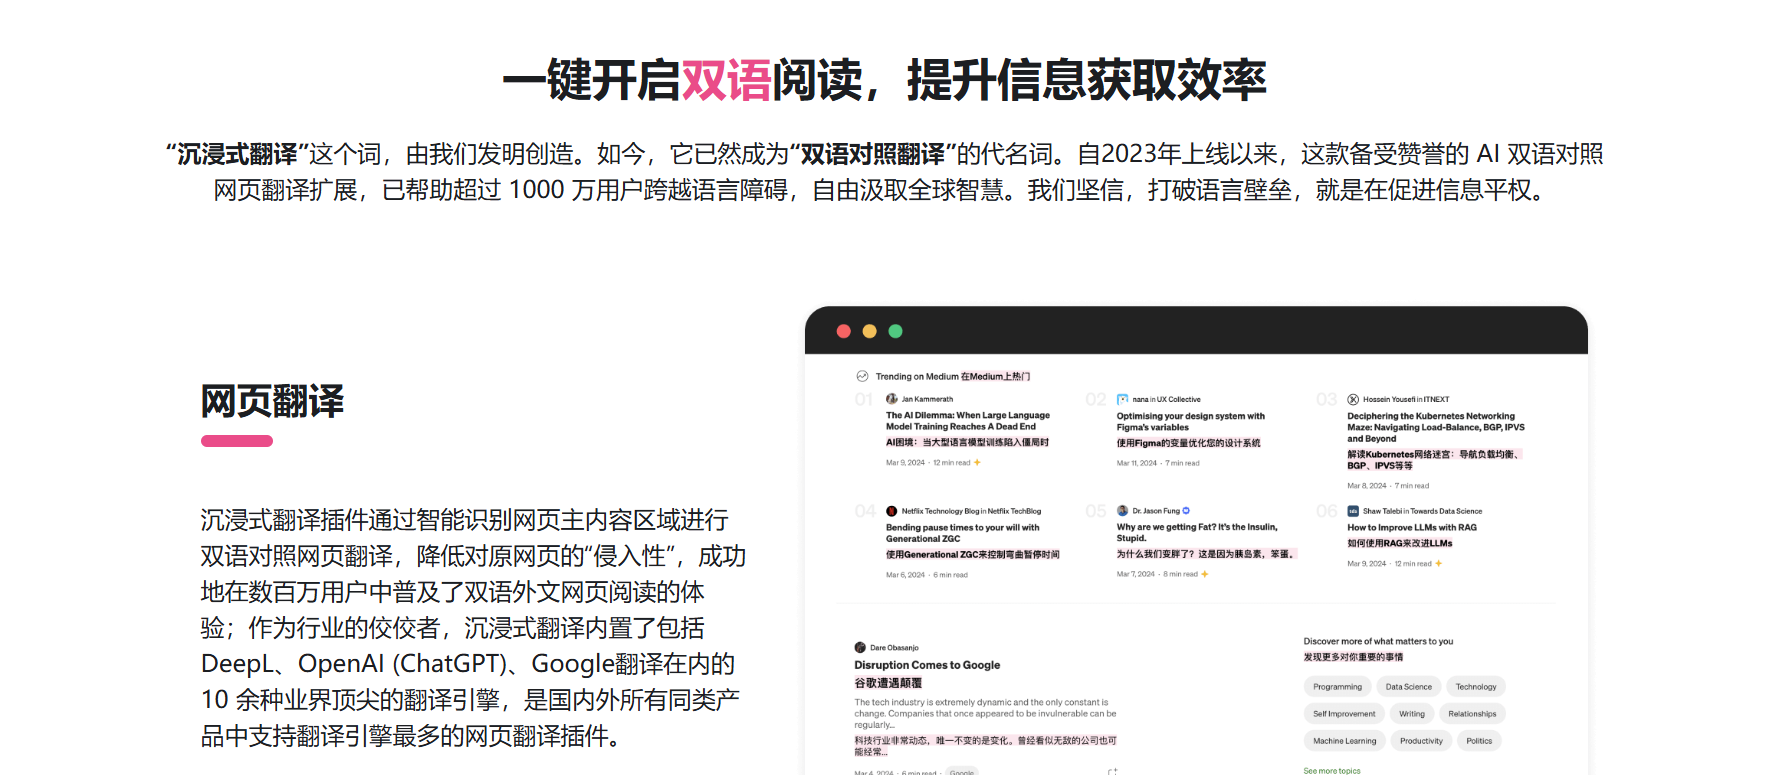 一键开启双语阅读，提升信息获取效率
“沉浸式翻译”这个词，由我们发明创造。如今，它已然成为“双语对照翻译”的代名词。自2023年上线以来，这款备受赞誉的 AI 双语对照
网页翻译扩展，已帮助超过 1000 万用户跨越语言障碍，自由汲取全球智慧。我们坚信，打破语言壁垒，就是在促进信息平权。
网页翻译
沉浸式翻译插件通过智能识别网页主内容区域进行
双语对照网页翻译，降低对原网页的“侵入性”，成功
地在数百万用户中普及了双语外文网页阅读的体
验；作为行业的佼佼者，沉浸式翻译内置了包括
DeepL、OpenAI (ChatGPT)、Google翻译在内的
10 余种业界顶尖的翻译引擎，是国内外所有同类产
品中支持翻译引擎最多的网页翻译插件。
Trending on Medium 在Medium上热门
01 Jan Kammerath
The AI Dilemma: When Large Language
Model Training Reaches A Dead End
AI困境：当大型语言模型训练陷入僵局时
Mar 9, 2024 · 12 min read
02 nana in UX Collective
Optimising your design system with
Figma's variables
使用Figma的变量优化您的设计系统
Mar 11, 2024 · 7 min read
03 Hossein Yousefi in ITNEXT
Deciphering the Kubernetes Networking
Maze: Navigating Load-Balance, BGP, IPVS
and Beyond
解读Kubernetes网络迷宫：导航负载均衡、
BGP、IPVS等等
Mar 8, 2024 · 7 min read
04 Netflix Technology Blog in Netflix TechBlog
Bending pause times to your will with
Generational ZGC
使用Generational ZGC来控制弯曲暂停时间
Mar 6, 2024 · 6 min read
05 Dr. Jason Fung
Why are we getting Fat? It's the Insulin,
Stupid.
为什么我们变胖了？这是因为胰岛素，笨蛋。
Mar 7, 2024 · 8 min read
06 Shaw Talebi in Towards Data Science
How to Improve LLMs with RAG
如何使用RAG来改进LLMs
Mar 9, 2024 · 12 min read
Dare Obasanjo
Disruption Comes to Google
谷歌遭遇颠覆
The tech industry is extremely dynamic and the only constant is
change. Companies that once appeared to be invulnerable can be
regularly...
科技行业非常动态，唯一不变的是变化。曾经看似无敌的公司也可
能经常...
Mar 4, 2024 · 6 min read · Google
Discover more of what matters to you
发现更多对你重要的事情
Programming Data Science Technology
Self Improvement Writing Relationships
Machine Learning Productivity Politics
See more topics